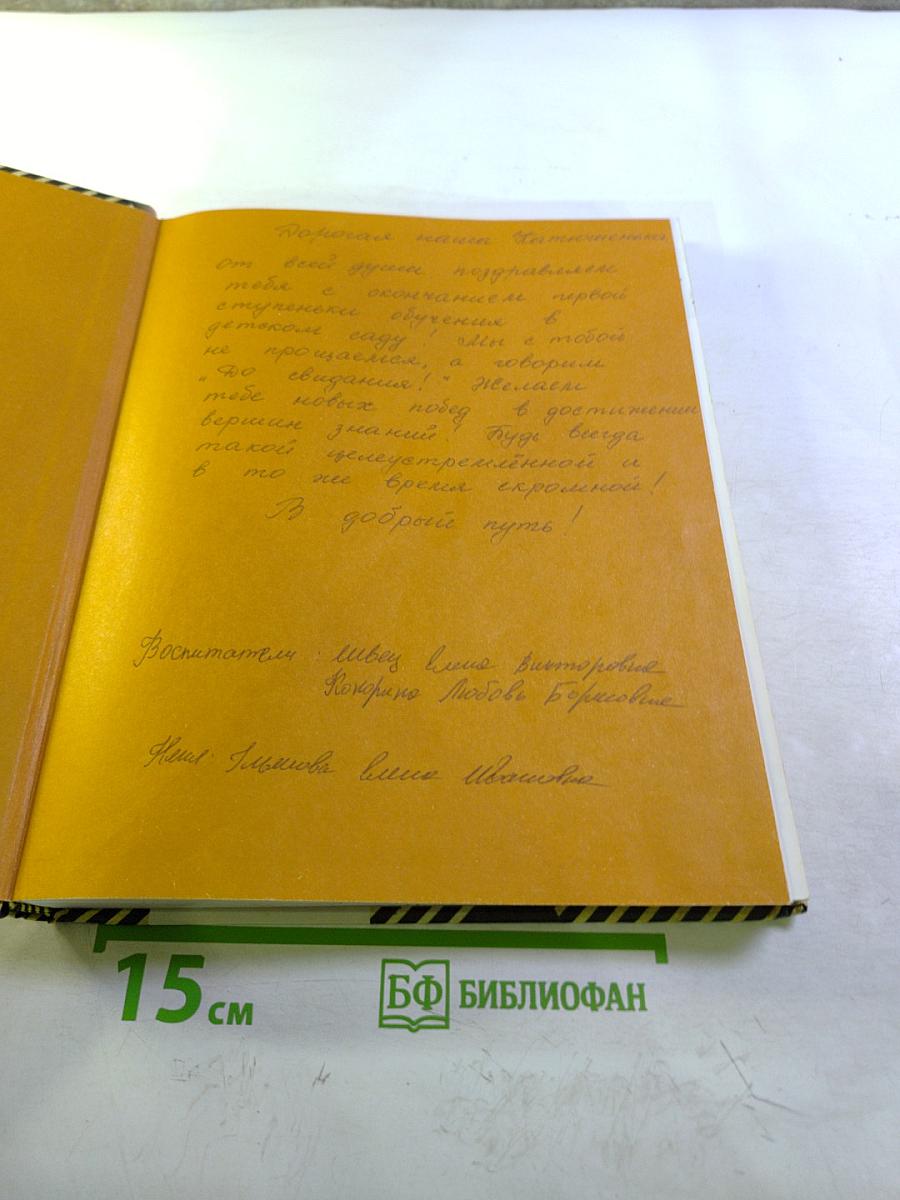 Дорогая наша Катюшенька,
от всей души поздравляем
тебя с окончанием первой
ступеньки обучения в
детском саду! Мы с тобой
не прощаемся, а говорим
"До свидания!" Желаем
тебе новых побед в достижении
вершин знаний! Будь всегда
такой целеустремлённой и
в то же время скромной!
В добрый путь!
Воспитатели: Швец Елена Викторовна
Любовь Борисовна
Няня: Елена Ивановна
15 см
БФ БИБЛИОФАН